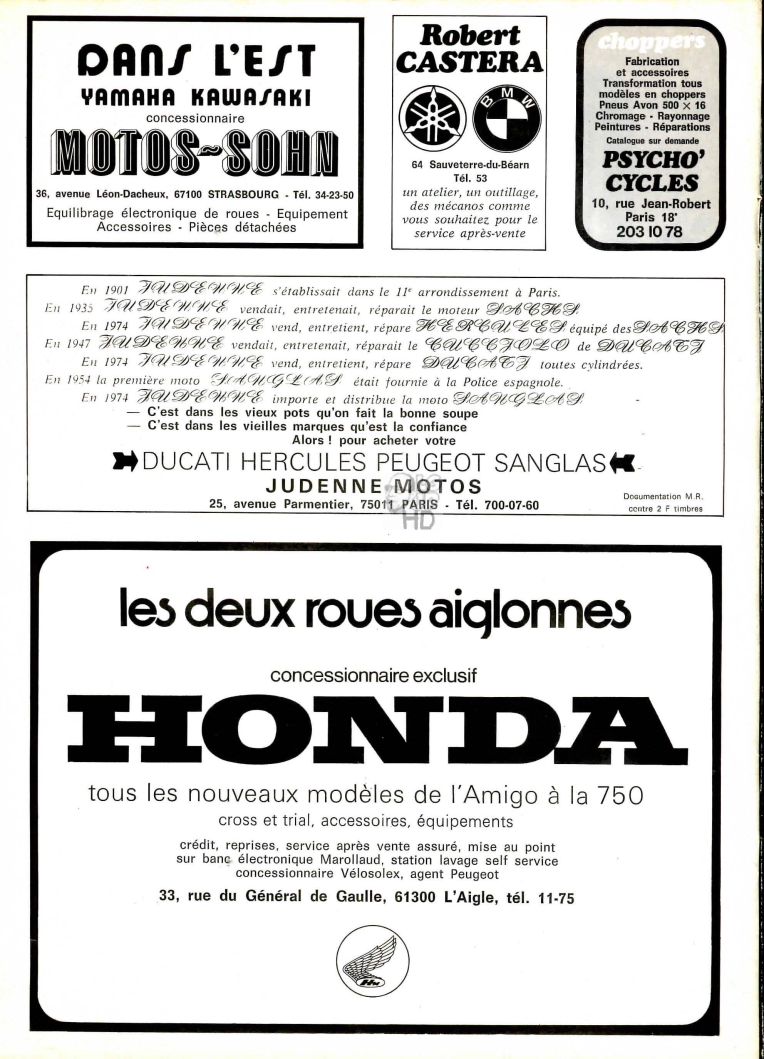 DANS L'EST
YAMAHA KAWASAKI
concessionnaire
MOTOS~SOHN
36, avenue Léon-Dacheux, 67100 STRASBOURG - Tél. 34-23-50
Equilibrage électronique de roues - Equipement
Accessoires - Pièces détachées
Robert
CASTERA
BMW
64 Sauveterre-du-Béarn
Tél. 53
un atelier, un outillage,
des mécanos comme
vous souhaitez pour le
service après-vente
choppers
Fabrication
et accessoires
Transformation tous
modèles en choppers
Pneus Avon 500 × 16
Chromage - Rayonnage
Peintures - Réparations
Catalogue sur demande
PSYCHO'
CYCLES
10, rue Jean-Robert
Paris 18e
203 10 78
En 1901 JUDENNE s'établissait dans le 11e arrondissement à Paris.
En 1935 JUDENNE vendait, entretenait, réparait le moteur SACHS.
En 1974 JUDENNE vend, entretient, répare HERCULES, équipé des SACHS.
En 1947 JUDENNE vendait, entretenait, réparait le CUCCIOLO de DUCATI
En 1974 JUDENNE vend, entretient, répare DUCATI toutes cylindrées.
En 1954 la première moto SANGLAS était fournie à la Police espagnole.
En 1974 JUDENNE importe et distribue la moto SANGLAS.
— C'est dans les vieux pots qu'on fait la bonne soupe
— C'est dans les vieilles marques qu'est la confiance
Alors ! pour acheter votre
DUCATI HERCULES PEUGEOT SANGLAS
JUDENNE MOTOS
25, avenue Parmentier, 75011 PARIS - Tél. 700-07-60
Documentation M.R.
contre 2 F timbres
HD
les deux roues aiglonnes
concessionnaire exclusif
HONDA
tous les nouveaux modèles de l'Amigo à la 750
cross et trial, accessoires, équipements
crédit, reprises, service après vente assuré, mise au point
sur banc électronique Marollaud, station lavage self service
concessionnaire Vélosolex, agent Peugeot
33, rue du Général de Gaulle, 61300 L'Aigle, tél. 11-75
HM